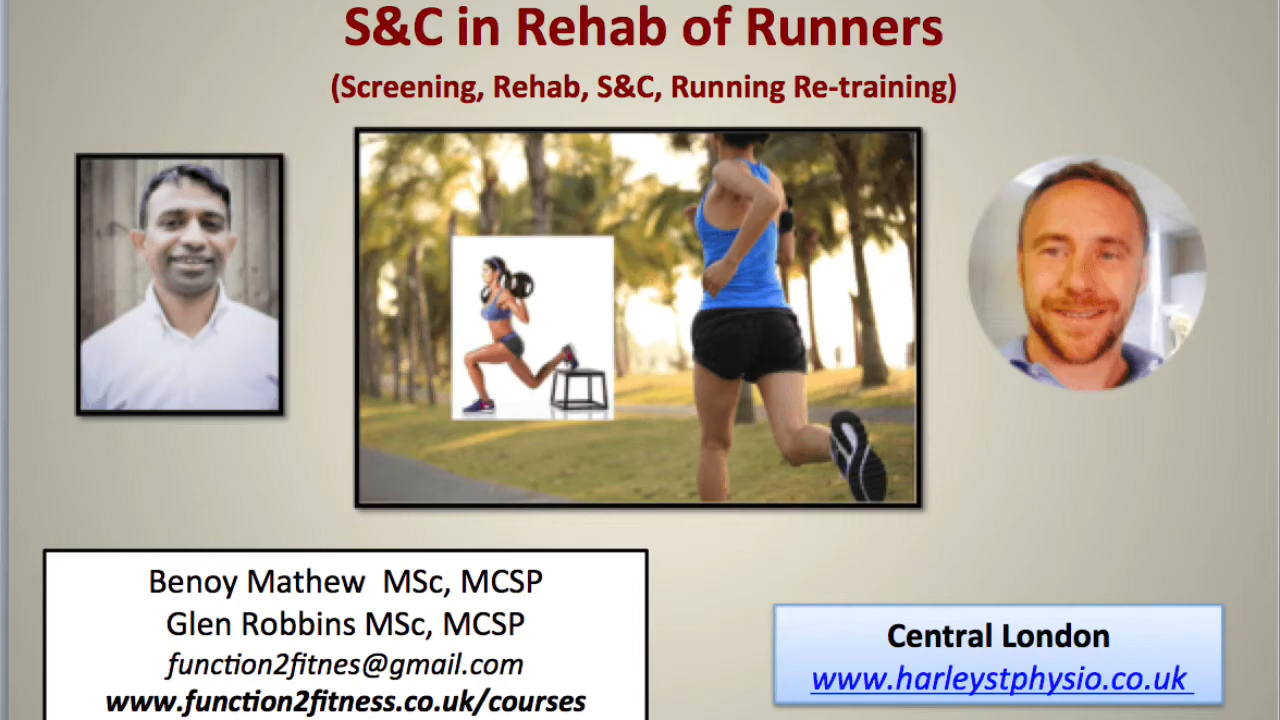 S&C in Rehab of Runners
(Screening, Rehab, S&C, Running Re-training)
Benoy Mathew MSc, MCSP
Glen Robbins MSc, MCSP
function2fitnes@gmail.com
www.function2fitness.co.uk/courses
Central London
www.harleystphysio.co.uk